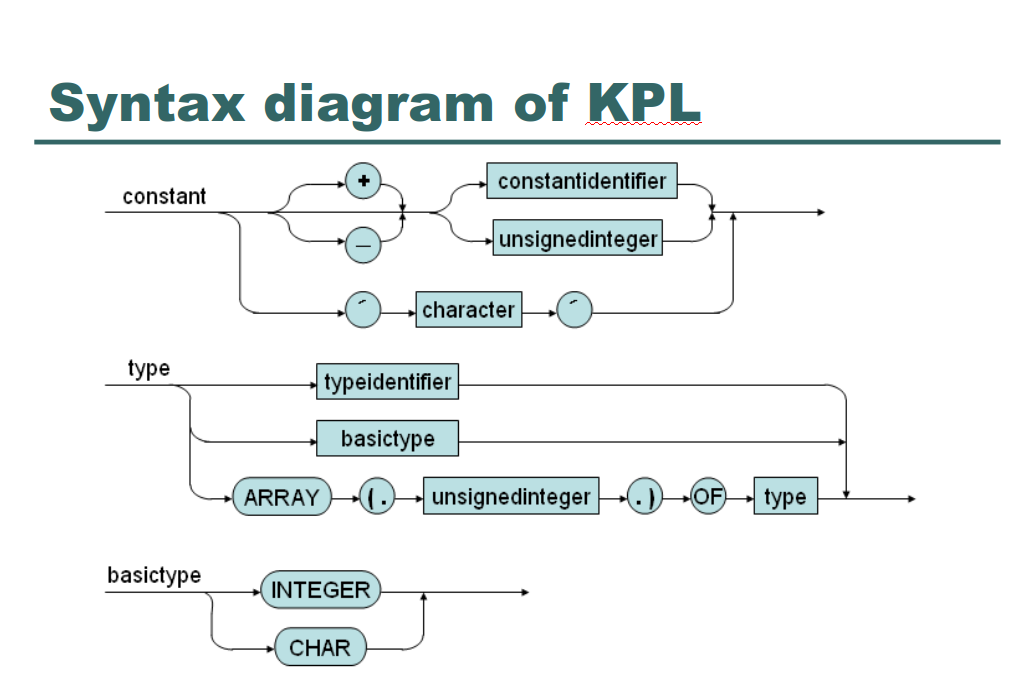 Syntax diagram of KPL
constant
+
constantidentifier
–
unsignedinteger
´ character ´
type
typeidentifier
basictype
ARRAY (. unsignedinteger .) OF type
basictype
INTEGER
CHAR